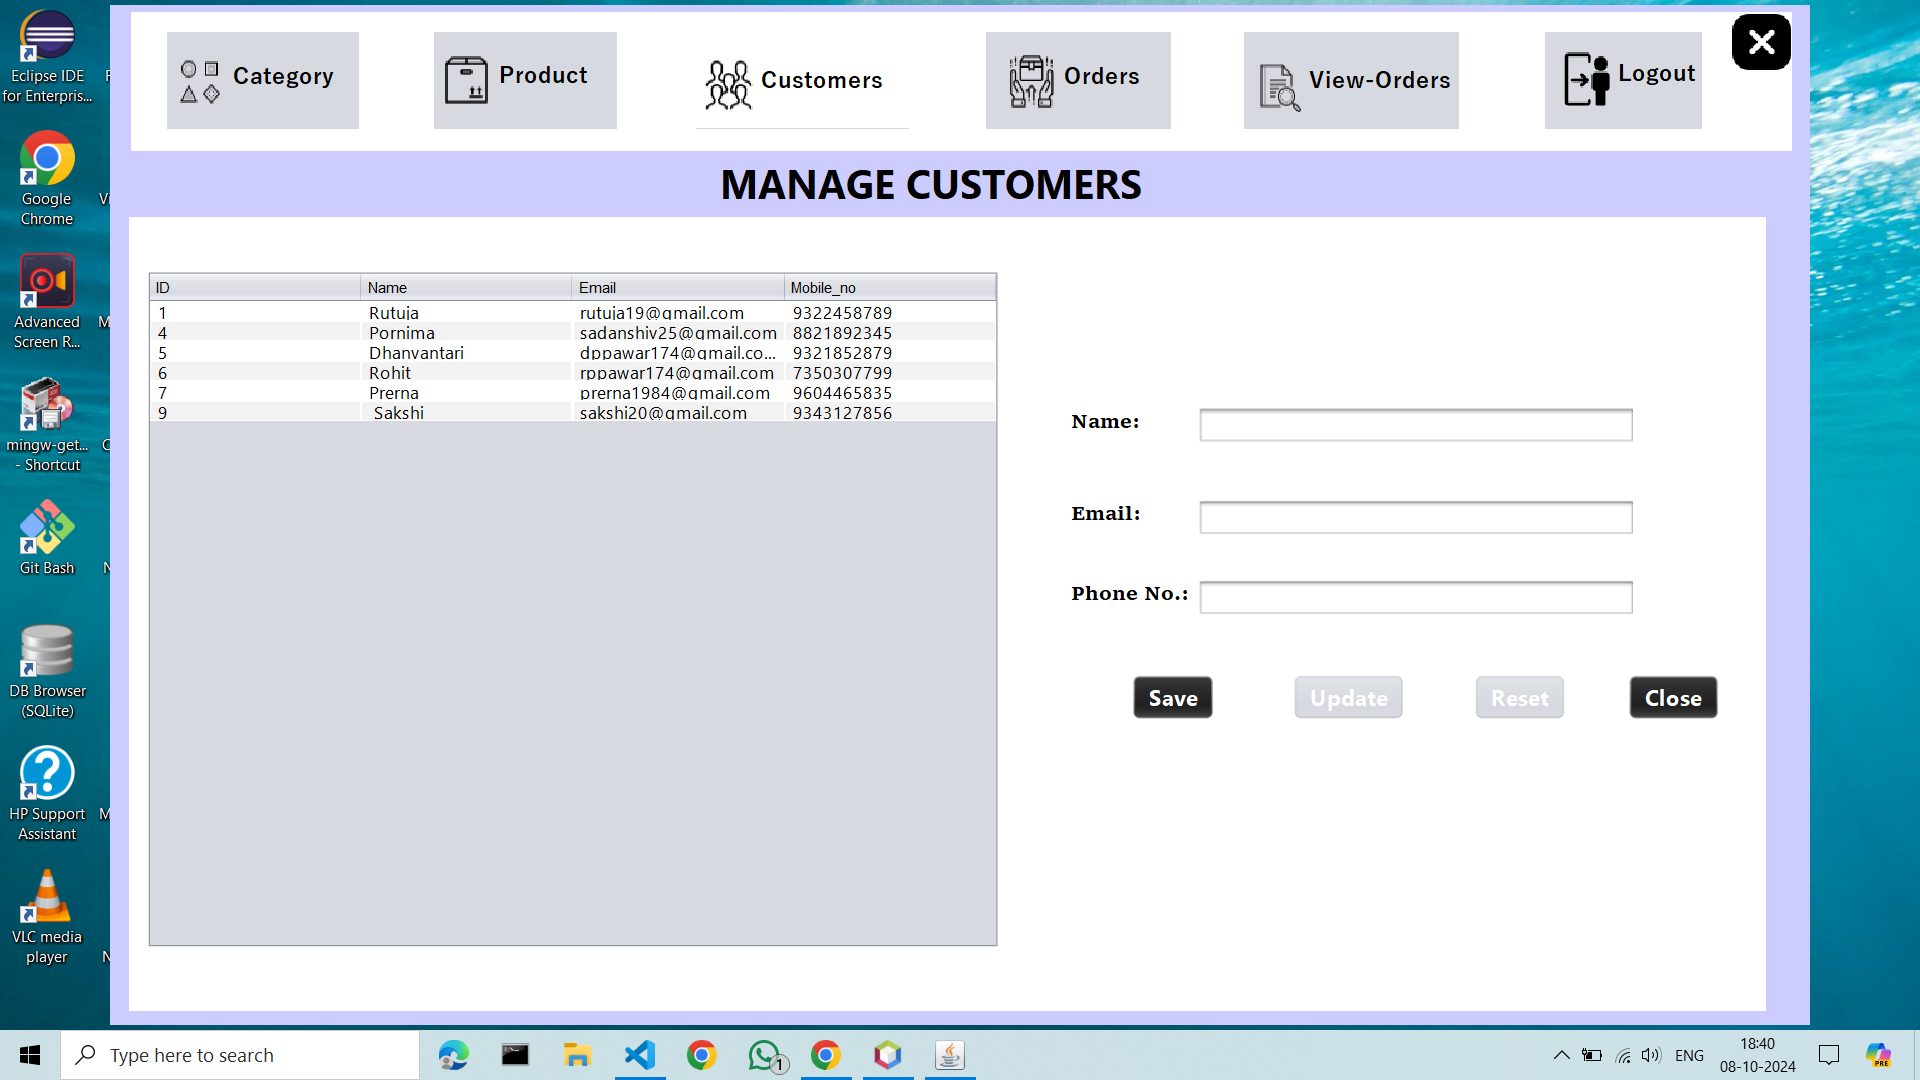 Category
Product
Customers
Orders
View-Orders
Logout
MANAGE CUSTOMERS
ID Name Email Mobile_no
1 Rutuja rutuja19@gmail.com 9322458789
4 Pornima sadanshiv25@gmail.com 8821892345
5 Dhanvantari dppawar174@gmail.co... 9321852879
6 Rohit rppawar174@gmail.com 7350307799
7 Prerna prerna1984@gmail.com 9604465835
9 Sakshi sakshi20@gmail.com 9343127856
Name:
Email:
Phone No.:
Save Update Reset Close
Eclipse IDE
for Enterpris...
Google
Chrome
Advanced
Screen R...
mingw-get...
- Shortcut
Git Bash
DB Browser
(SQLite)
HP Support
Assistant
VLC media
player
Type here to search
1
ENG
18:40
08-10-2024
PRE